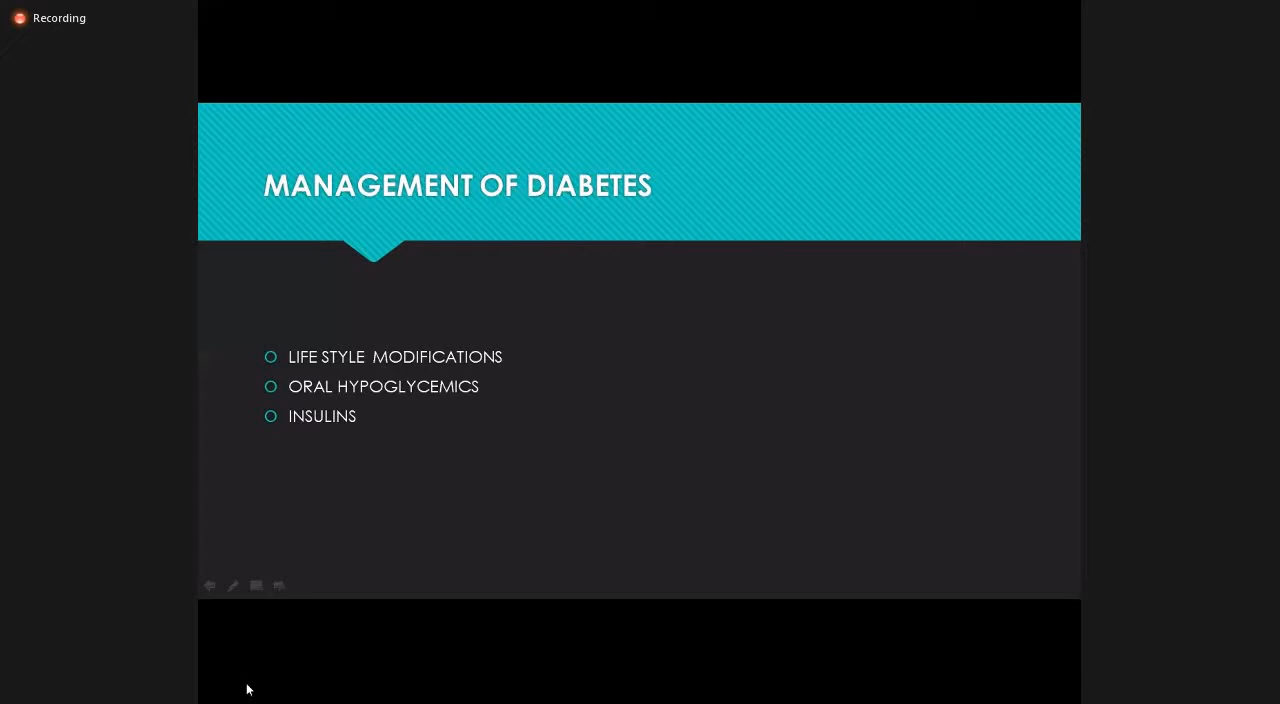 Recording
MANAGEMENT OF DIABETES
LIFE STYLE  MODIFICATIONS
ORAL HYPOGLYCEMICS
INSULINS